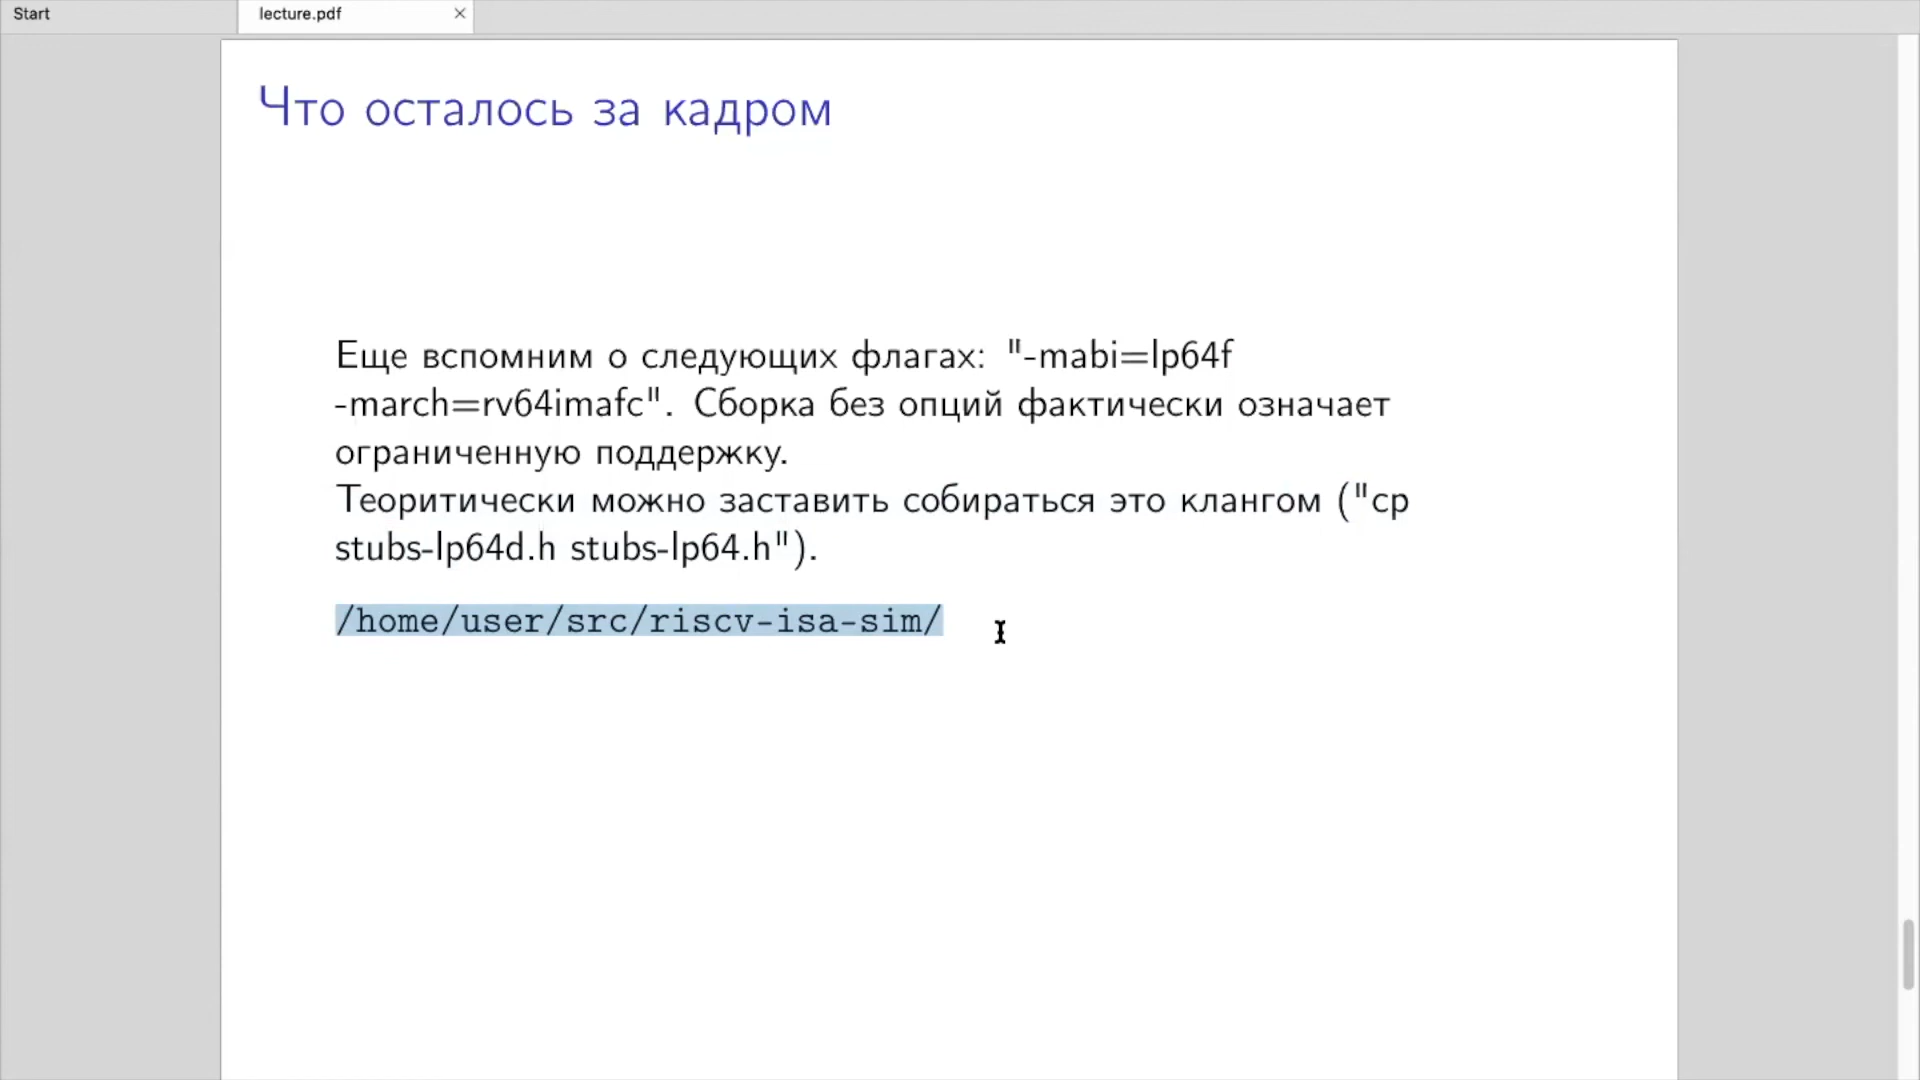 Start
lecture.pdf
Что осталось за кадром
Еще вспомним о следующих флагах: "-mabi=lp64f
-march=rv64imafc". Сборка без опций фактически означает
ограниченную поддержку.
Теоритически можно заставить собираться это клангом ("cp
stubs-lp64d.h stubs-lp64.h").
/home/user/src/riscv-isa-sim/